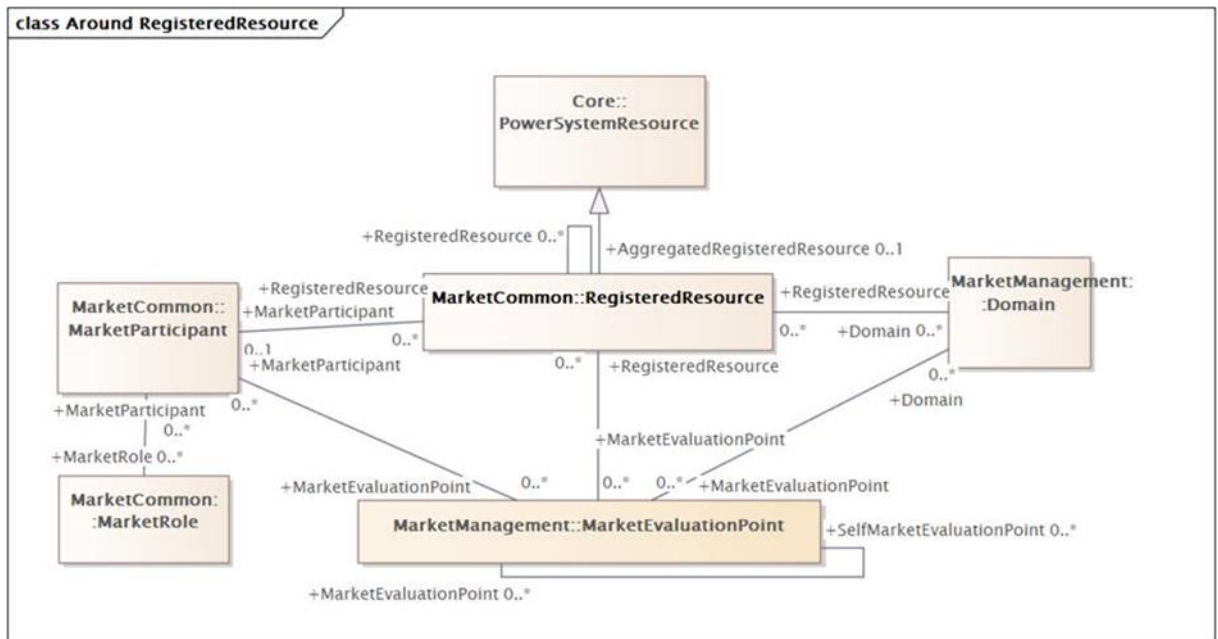 class Around RegisteredResource
Core::
PowerSystemResource
+RegisteredResource 0..*
+AggregatedRegisteredResource 0..1
MarketCommon::
MarketParticipant
+RegisteredResource
+MarketParticipant
0..1
0..*
MarketCommon::RegisteredResource
+RegisteredResource
0..*
+Domain 0..*
MarketManagement:
:Domain
+MarketParticipant
0..*
0..*
+RegisteredResource
0..*
+Domain
+MarketParticipant
0..*
+MarketRole 0..*
MarketCommon:
:MarketRole
+MarketEvaluationPoint
+MarketEvaluationPoint
0..*
0..*
0..*
+MarketEvaluationPoint
MarketManagement::MarketEvaluationPoint
+SelfMarketEvaluationPoint 0..*
+MarketEvaluationPoint 0..*